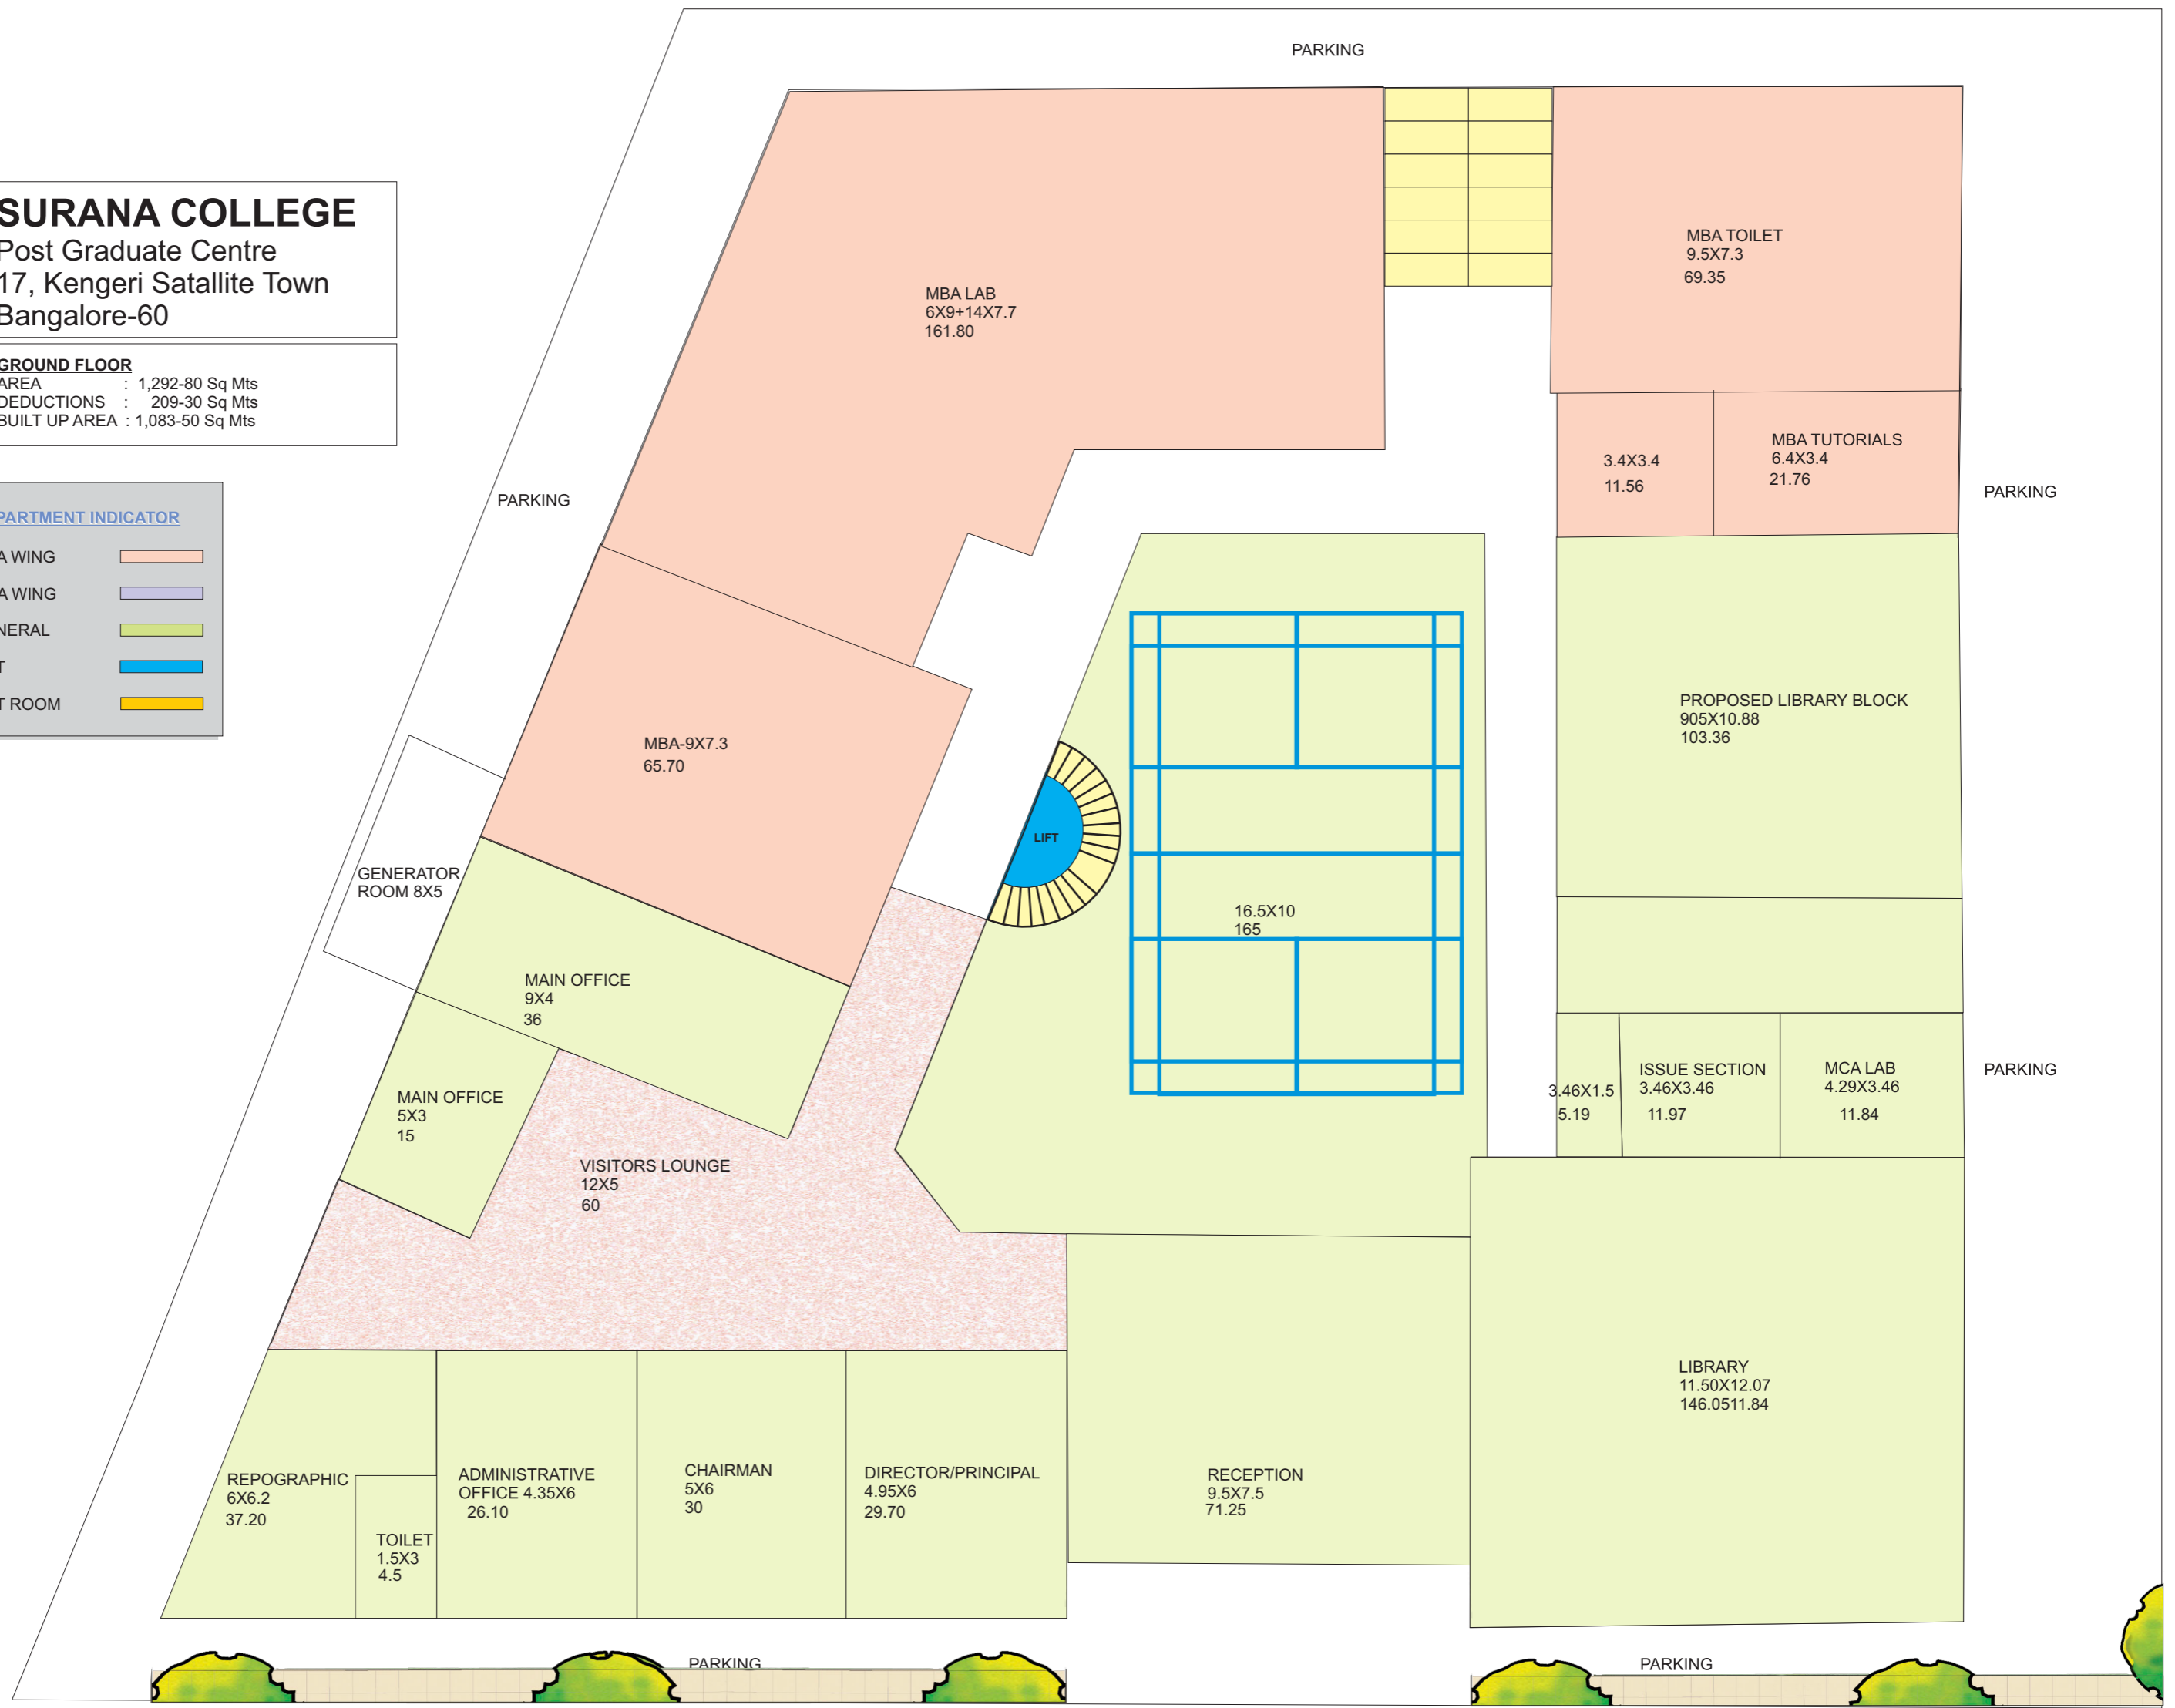 PARKING
SURANA COLLEGE
Post Graduate Centre
17, Kengeri Satallite Town
Bangalore-60
GROUND FLOOR
AREA : 1,292-80 Sq Mts
DEDUCTIONS : 209-30 Sq Mts
BUILT UP AREA : 1,083-50 Sq Mts
PARTMENT INDICATOR
A WING
A WING
NERAL
T
T ROOM
PARKING
MBA LAB
6X9+14X7.7
161.80
MBA TOILET
9.5X7.3
69.35
3.4X3.4
11.56
MBA TUTORIALS
6.4X3.4
21.76
PARKING
MBA-9X7.3
65.70
PROPOSED LIBRARY BLOCK
905X10.88
103.36
LIFT
GENERATOR
ROOM 8X5
16.5X10
165
MAIN OFFICE
9X4
36
MAIN OFFICE
5X3
15
3.46X1.5
5.19
ISSUE SECTION
3.46X3.46
11.97
MCA LAB
4.29X3.46
11.84
PARKING
VISITORS LOUNGE
12X5
60
LIBRARY
11.50X12.07
146.0511.84
REPOGRAPHIC
6X6.2
37.20
TOILET
1.5X3
4.5
ADMINISTRATIVE
OFFICE 4.35X6
26.10
CHAIRMAN
5X6
30
DIRECTOR/PRINCIPAL
4.95X6
29.70
RECEPTION
9.5X7.5
71.25
PARKING
PARKING